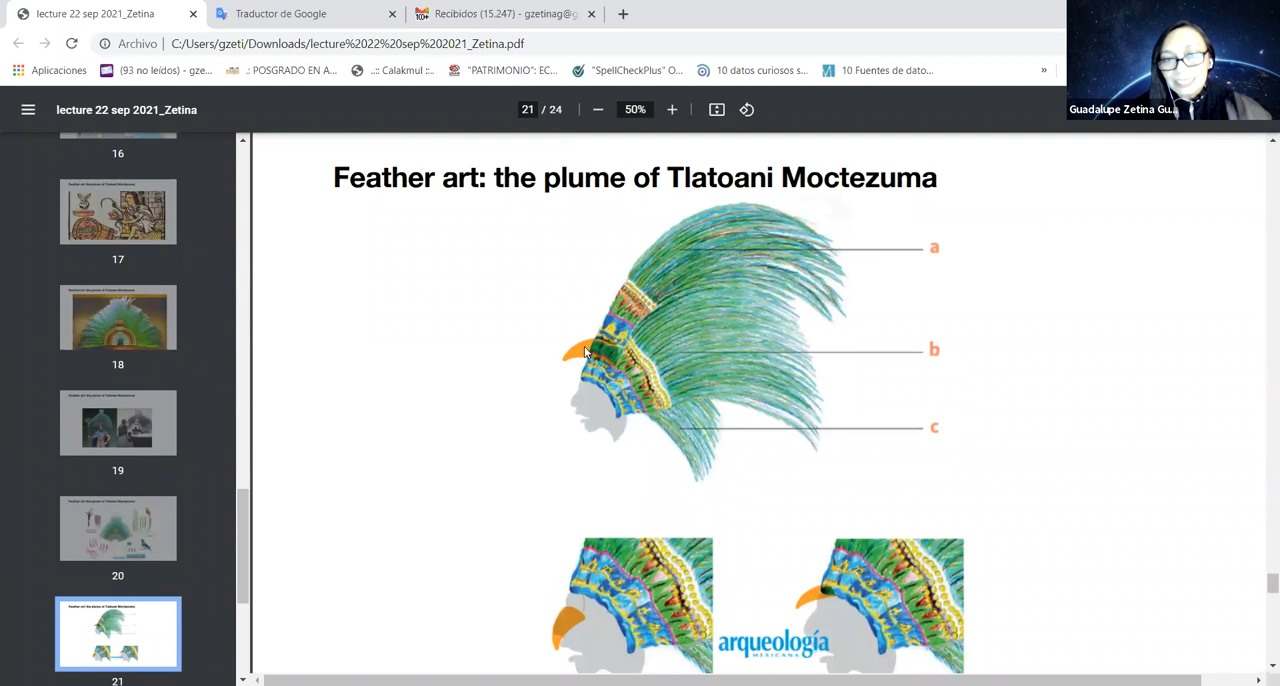 lecture 22 sep 2021_Zetina
Traductor de Google
Recibidos (15.247) - gzetinag@g
Archivo
C:/Users/gzeti/Downloads/lecture%2022%20sep%202021_Zetina.pdf
Aplicaciones
(93 no leídos) - gze...
.: POSGRADO EN A...
..:: Calakmul ::..
"PATRIMONIO": EC...
"SpellCheckPlus" O...
10 datos curiosos s...
10 Fuentes de dato...
»
Guadalupe Zetina Gu...
lecture 22 sep 2021_Zetina
21 / 24
50%
16
17
18
19
20
21
Feather art: the plume of Tlatoani Moctezuma
a
b
c
arqueología
MEXICANA